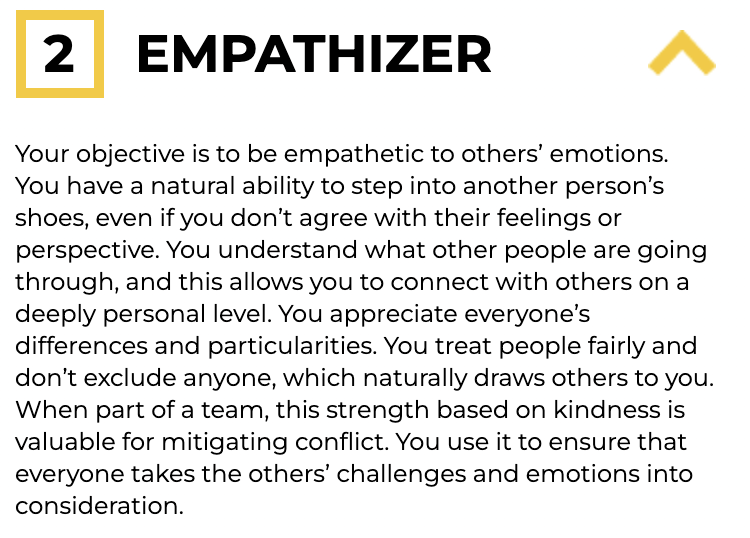 2 EMPATHIZER
Your objective is to be empathetic to others’ emotions.
You have a natural ability to step into another person’s
shoes, even if you don’t agree with their feelings or
perspective. You understand what other people are going
through, and this allows you to connect with others on a
deeply personal level. You appreciate everyone’s
differences and particularities. You treat people fairly and
don’t exclude anyone, which naturally draws others to you.
When part of a team, this strength based on kindness is
valuable for mitigating conflict. You use it to ensure that
everyone takes the others’ challenges and emotions into
consideration.